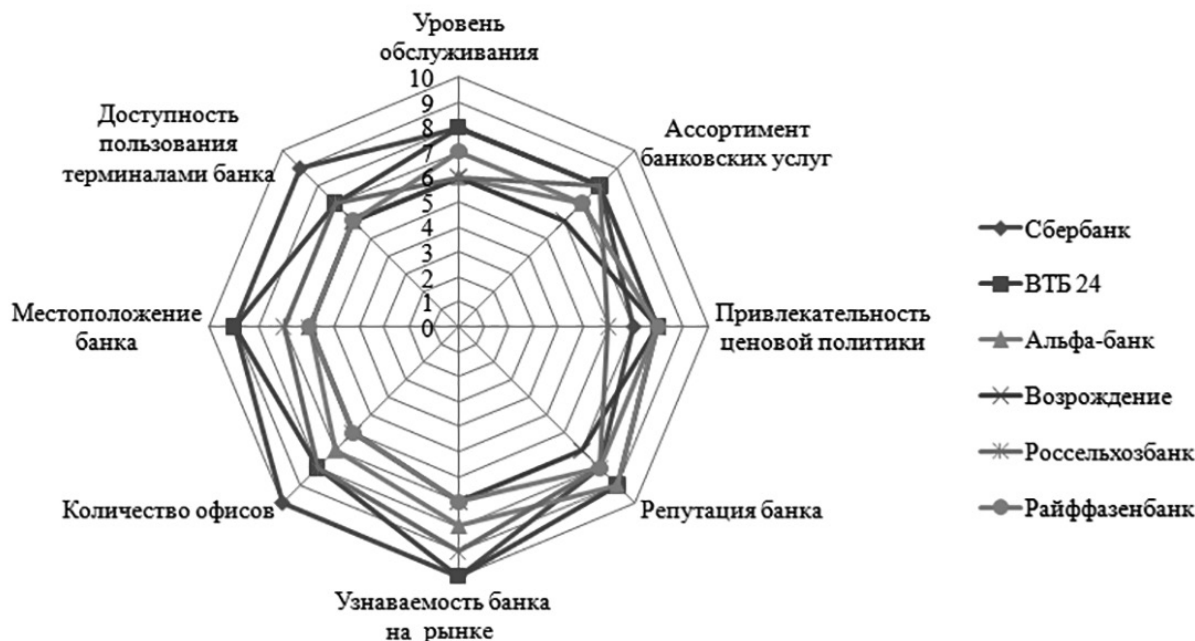 Уровень
обслуживания
10
9
8
7
6
5
4
3
2
1
0
Ассортимент
банковских услуг
Привлекательность
ценовой политики
Репутация банка
Узнаваемость банка
на рынке
Количество офисов
Местоположение
банка
Доступность
пользования
терминалами банка
Сбербанк
ВТБ 24
Альфа-банк
Возрождение
Россельхозбанк
Райффазенбанк